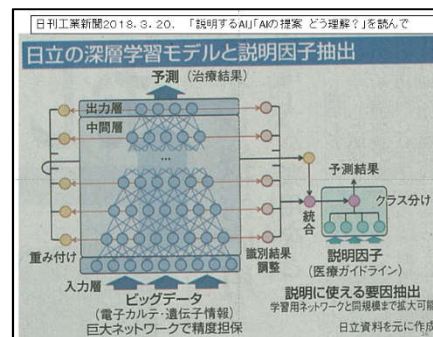 日刊工業新聞2018.3.20. 「説明するAI」「AIの提案 どう理解?」を読んで
日立の深層学習モデルと説明因子抽出
予測(治療結果)
出力層
中間層
…
予測結果
クラス分け
統合
重み付け
識別結果
調整
説明因子
(医療ガイドライン)
入力層
ビッグデータ
(電子カルテ・遺伝子情報)
巨大ネットワークで精度担保
説明に使える要因抽出
学習用ネットワークと同規模まで拡大可能
日立資料を元に作成